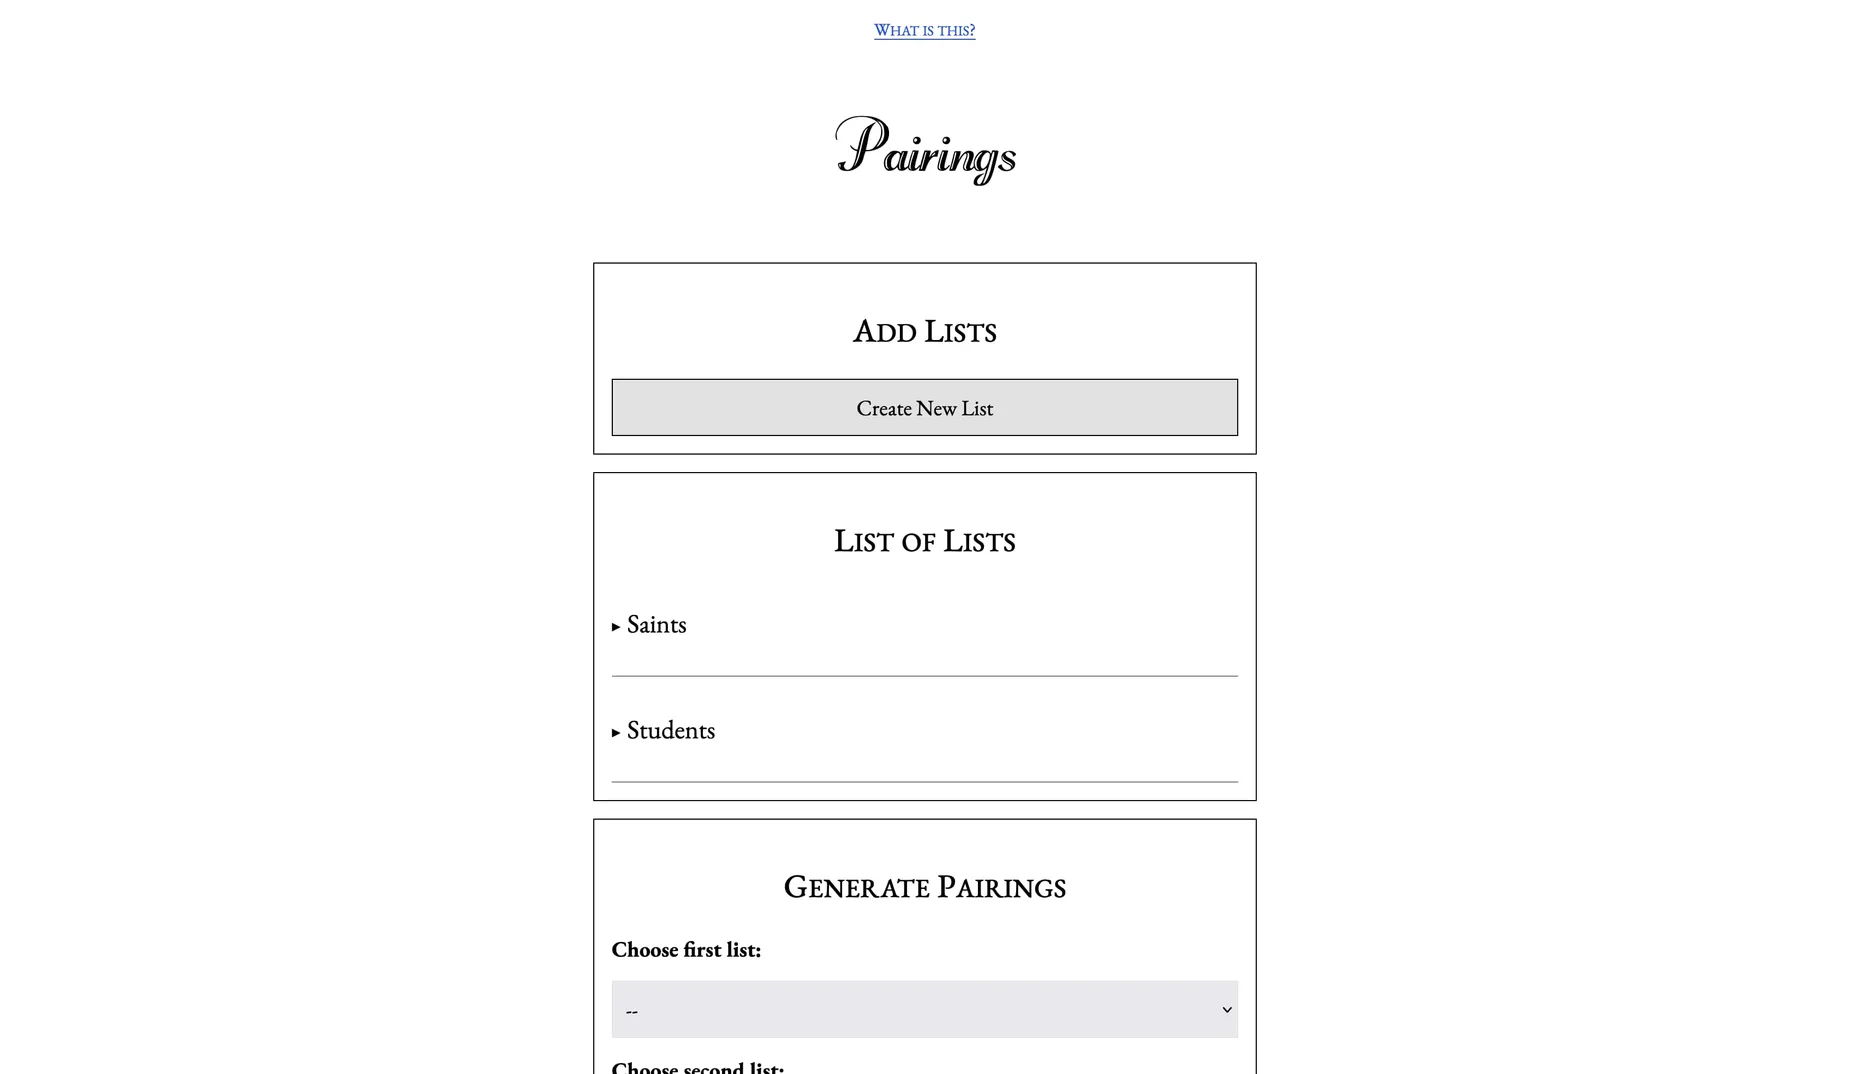 What is this?
Pairings
Add Lists
Create New List
List of Lists
▸ Saints
▸ Students
Generate Pairings
Choose first list:
--
Choose second list: